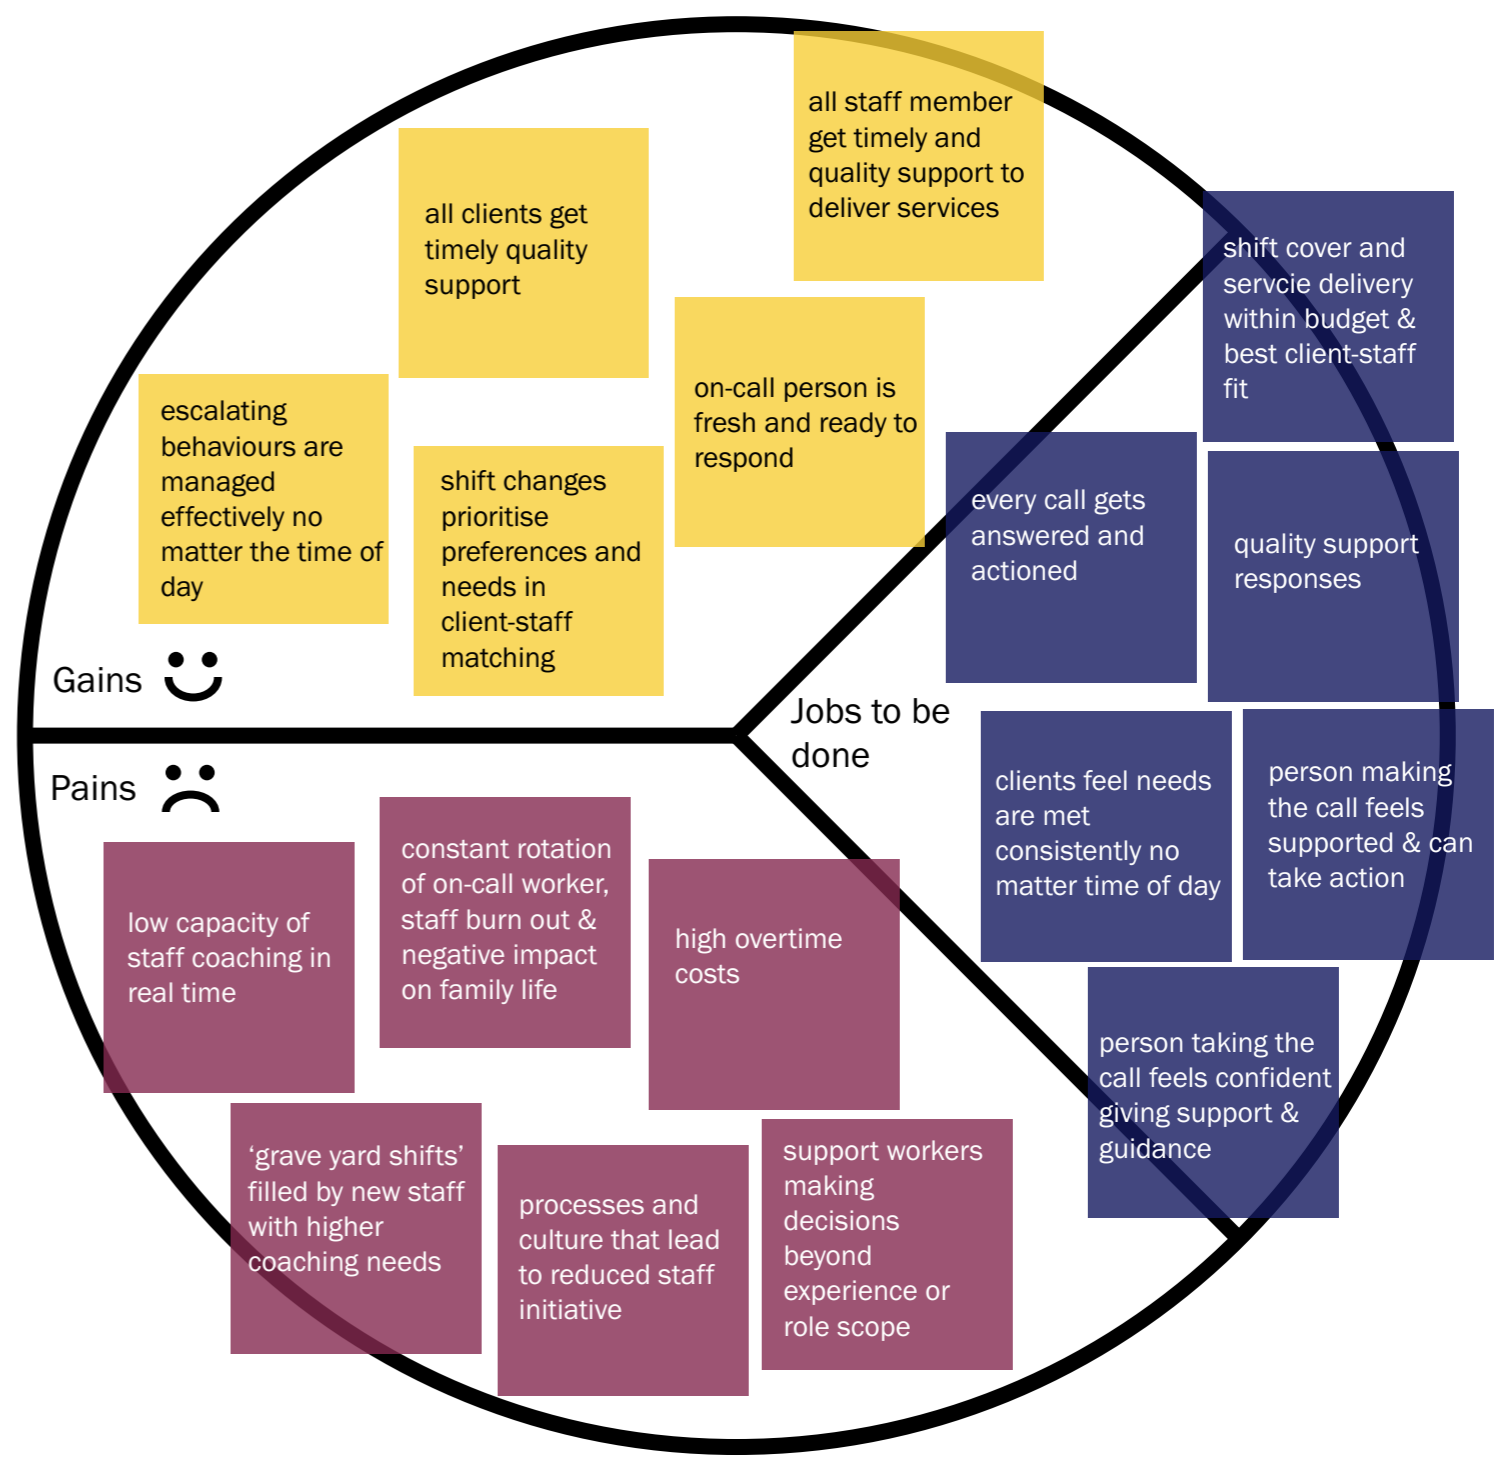 all staff member
get timely and
quality support to
deliver services
all clients get
timely quality
support
on-call person is
fresh and ready to
respond
escalating
behaviours are
managed
effectively no
matter the time of
day
shift changes
prioritise
preferences and
needs in
client-staff
matching
Gains
shift cover and
servcie delivery
within budget &
best client-staff
fit
every call gets
answered and
actioned
quality support
responses
Jobs to be
done
clients feel needs
are met
consistently no
matter time of day
person making
the call feels
supported & can
take action
person taking the
call feels confident
giving support &
guidance
Pains
low capacity of
staff coaching in
real time
constant rotation
of on-call worker,
staff burn out &
negative impact
on family life
high overtime
costs
‘grave yard shifts’
filled by new staff
with higher
coaching needs
processes and
culture that lead
to reduced staff
initiative
support workers
making
decisions
beyond
experience or
role scope